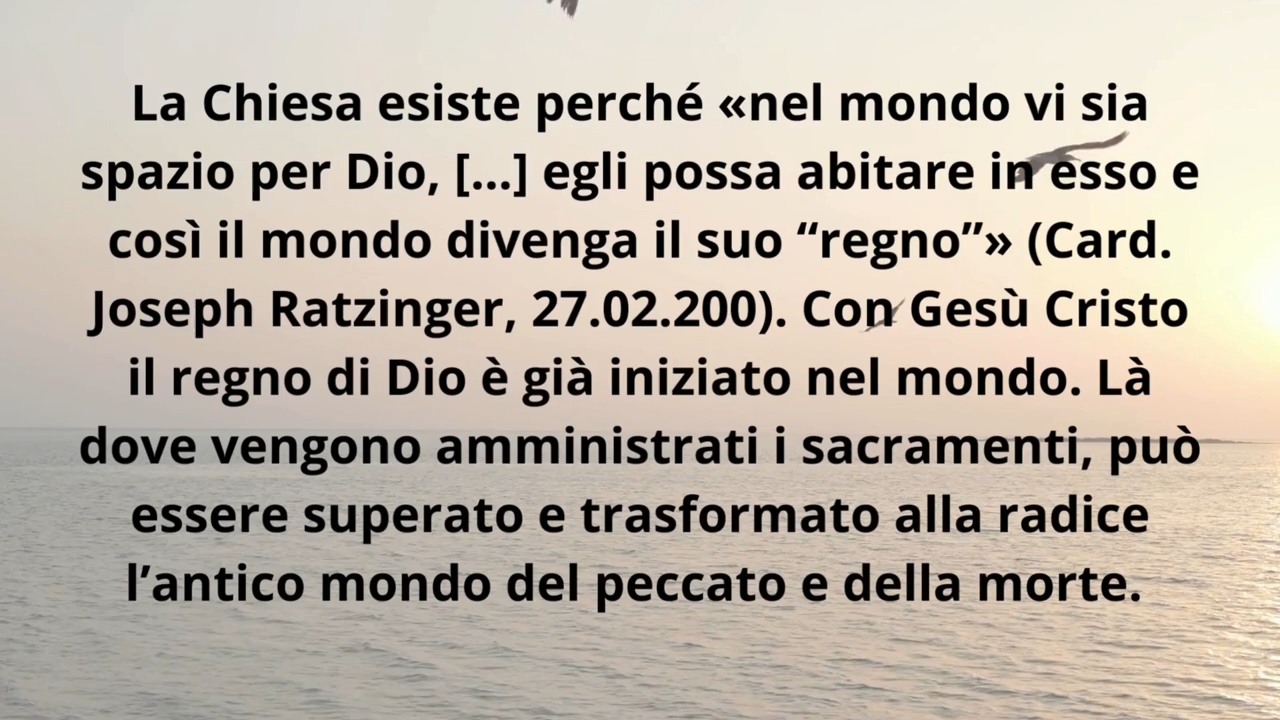 La Chiesa esiste perché «nel mondo vi sia
spazio per Dio, [...] egli possa abitare in esso e
così il mondo divenga il suo “regno”» (Card.
Joseph Ratzinger, 27.02.200). Con Gesù Cristo
il regno di Dio è già iniziato nel mondo. Là
dove vengono amministrati i sacramenti, può
essere superato e trasformato alla radice
l’antico mondo del peccato e della morte.